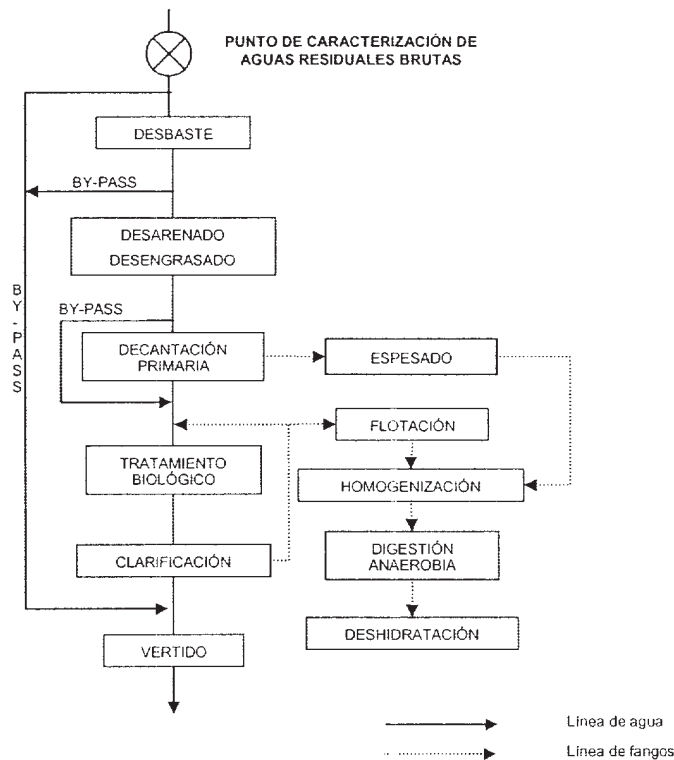 PUNTO DE CARACTERIZACIÓN DE
AGUAS RESIDUALES BRUTAS
DESBASTE
BY-PASS
DESARENADO
DESENGRASADO
BY-PASS
BY-PASS
DECANTACIÓN
PRIMARIA
ESPESADO
FLOTACIÓN
TRATAMIENTO
BIOLÓGICO
HOMOGENIZACIÓN
CLARIFICACIÓN
DIGESTIÓN
ANAEROBIA
DESHIDRATACIÓN
VERTIDO
Línea de agua
Línea de fangos